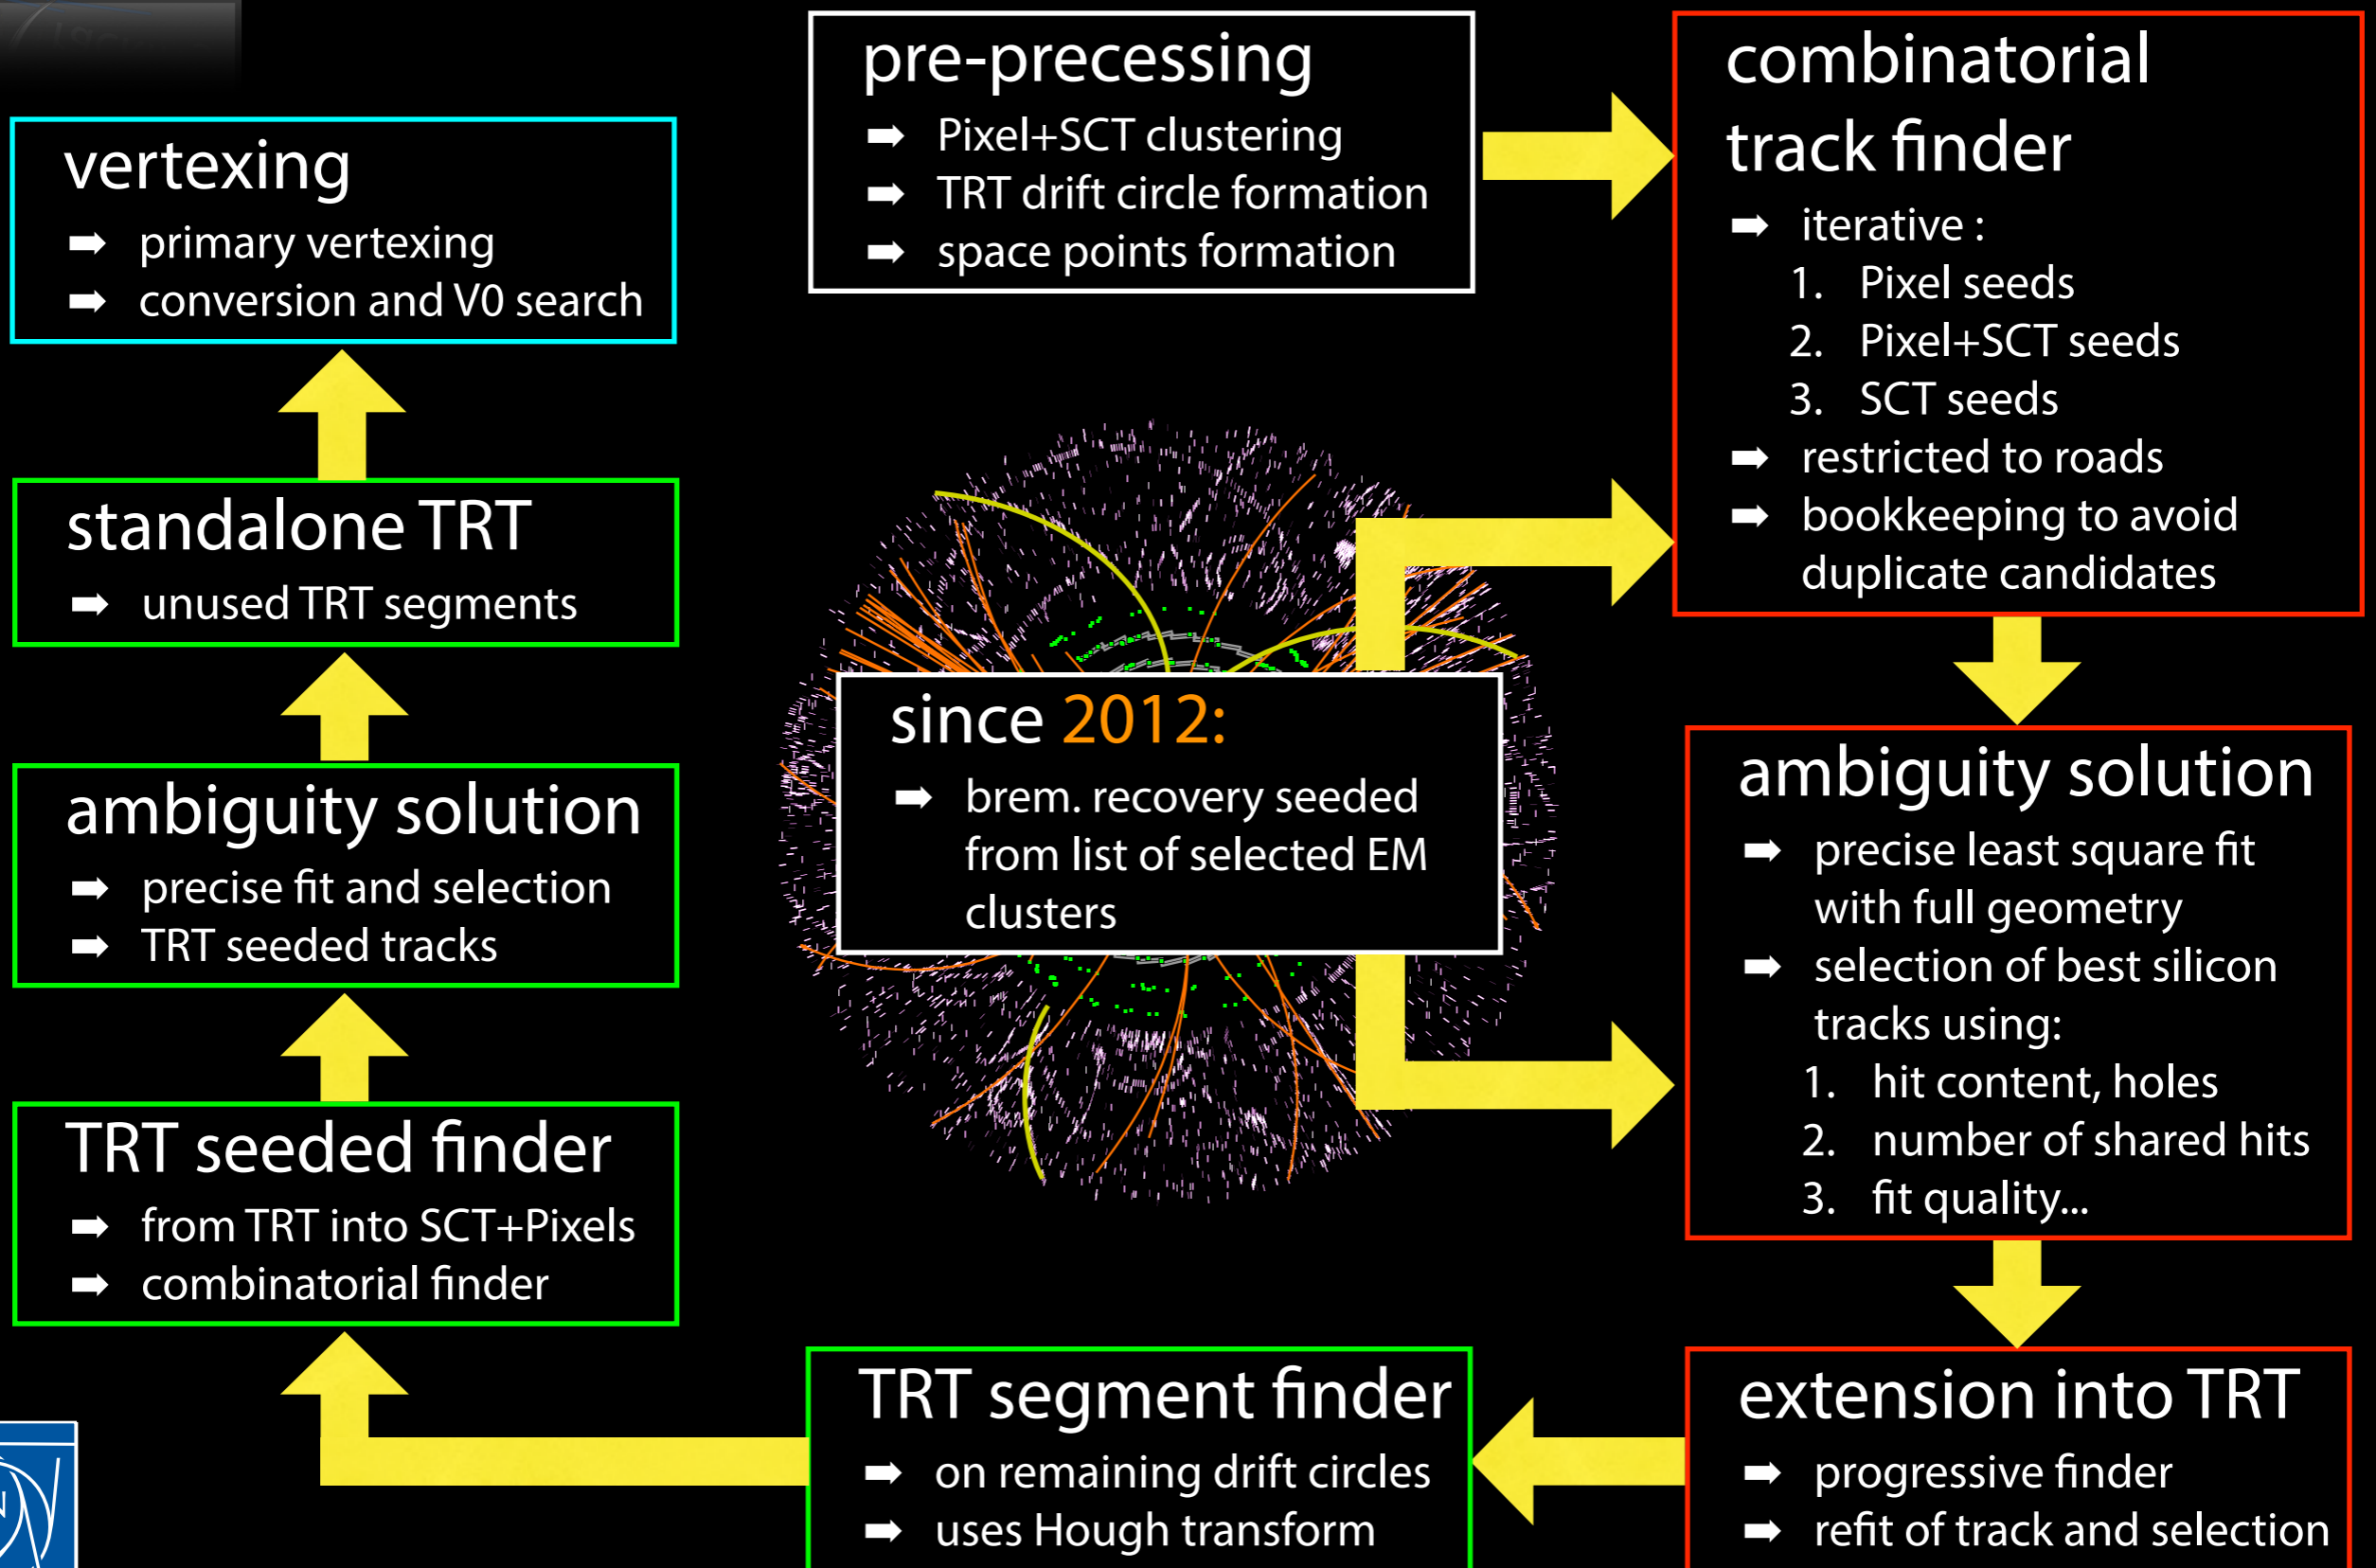 pre-precessing
➡ Pixel+SCT clustering
➡ TRT drift circle formation
➡ space points formation
combinatorial
track finder
➡ iterative :
1. Pixel seeds
2. Pixel+SCT seeds
3. SCT seeds
➡ restricted to roads
➡ bookkeeping to avoid
duplicate candidates
since 2012:
➡ brem. recovery seeded
from list of selected EM
clusters
ambiguity solution
➡ precise least square fit
with full geometry
➡ selection of best silicon
tracks using:
1. hit content, holes
2. number of shared hits
3. fit quality...
extension into TRT
➡ progressive finder
➡ refit of track and selection
TRT segment finder
➡ on remaining drift circles
➡ uses Hough transform
TRT seeded finder
➡ from TRT into SCT+Pixels
➡ combinatorial finder
ambiguity solution
➡ precise fit and selection
➡ TRT seeded tracks
standalone TRT
➡ unused TRT segments
vertexing
➡ primary vertexing
➡ conversion and V0 search